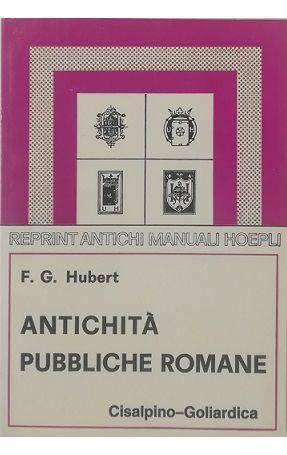 REPRINT ANTICHI MANUALI HOEPLI
F. G. Hubert
ANTICHITÀ
PUBBLICHE ROMANE
Cisalpino-Goliardica